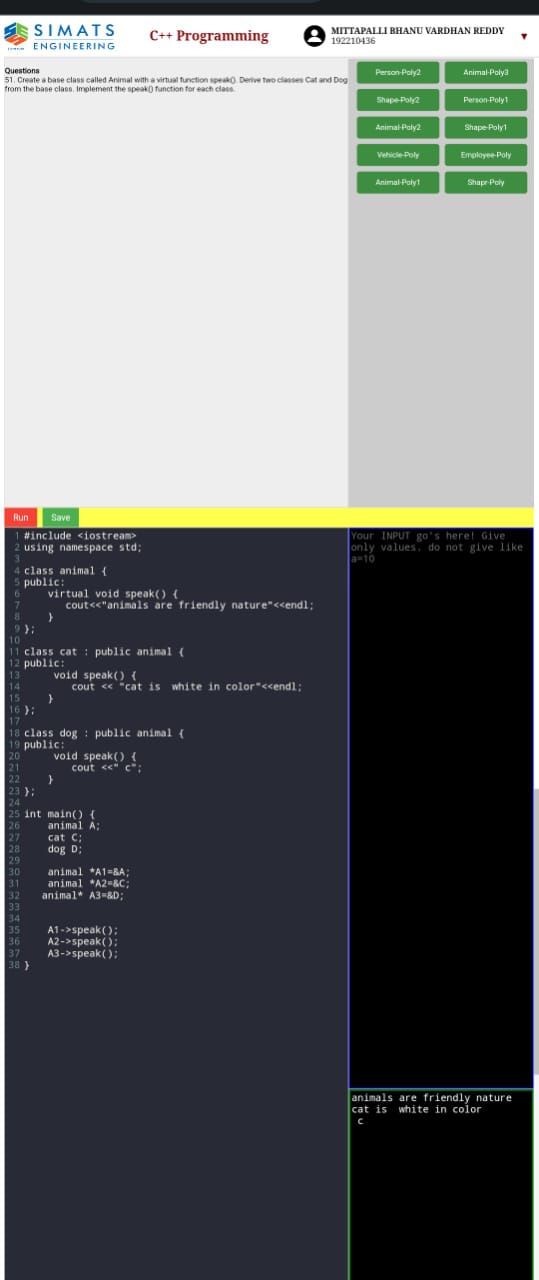 SIMATS
ENGINEERING
C++ Programming
MITTAPALLI BHANU VARDHAN REDDY
192210436
▼
Questions
51. Create a base class called Animal with a virtual function speak(). Derive two classes Cat and Dog
from the base class. Implement the speak() function for each class.
Person-Poly2
Animal-Poly3
Shape-Poly2
Person-Poly1
Animal-Poly2
Shape-Poly1
Vehicle-Poly
Employee-Poly
Animal-Poly1
Shapr-Poly
Run
Save
1 #include <iostream>
2 using namespace std;
3
4 class animal {
5 public:
6     virtual void speak() {
7        cout<<"animals are friendly nature"<<endl;
8     }
9 };
10
11 class cat : public animal {
12 public:
13      void speak() {
14         cout << "cat is  white in color"<<endl;
15     }
16 };
17
18 class dog : public animal {
19 public:
20      void speak() {
21         cout <<" c";
22     }
23 };
24
25 int main() {
26     animal A;
27     cat C;
28     dog D;
29
30     animal *A1=&A;
31     animal *A2=&C;
32    animal* A3=&D;
33
34
35     A1->speak();
36     A2->speak();
37     A3->speak();
38 }
Your INPUT go's here! Give
only values. do not give like
a=10
animals are friendly nature
cat is  white in color
 c